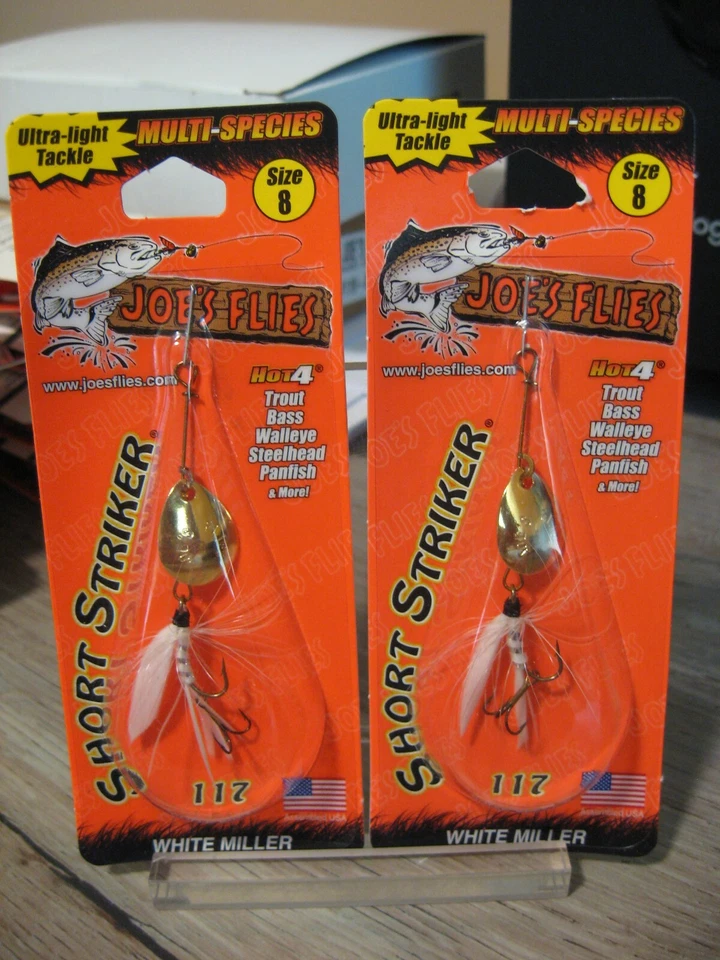 Ultra-light
Tackle
MULTI-SPECIES
Size
8
JOE'S FLIES
www.joesflies.com
HOT4®
Trout
Bass
Walleye
Steelhead
Panfish
& More!
SHORT STRIKER®
117
WHITE MILLER
Ultra-light
Tackle
MULTI-SPECIES
Size
8
JOE'S FLIES
www.joesflies.com
HOT4®
Trout
Bass
Walleye
Steelhead
Panfish
& More!
SHORT STRIKER®
117
WHITE MILLER